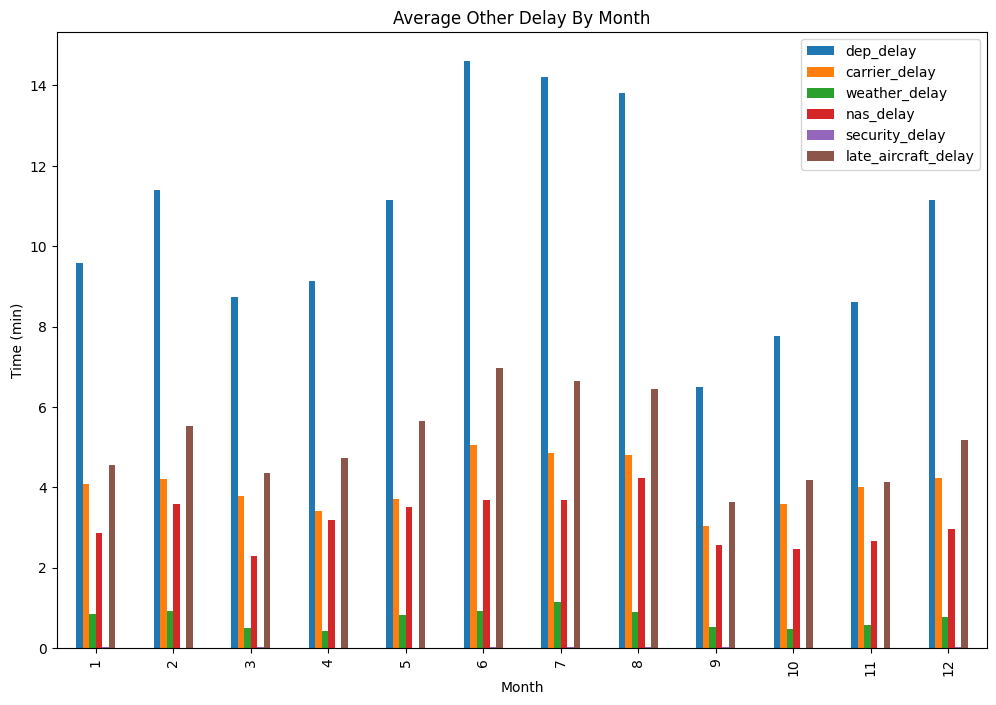 Average Other Delay By Month
dep_delay
carrier_delay
weather_delay
nas_delay
security_delay
late_aircraft_delay
Time (min)
14
12
10
8
6
4
2
0
1 2 3 4 5 6 7 8 9 10 11 12
Month